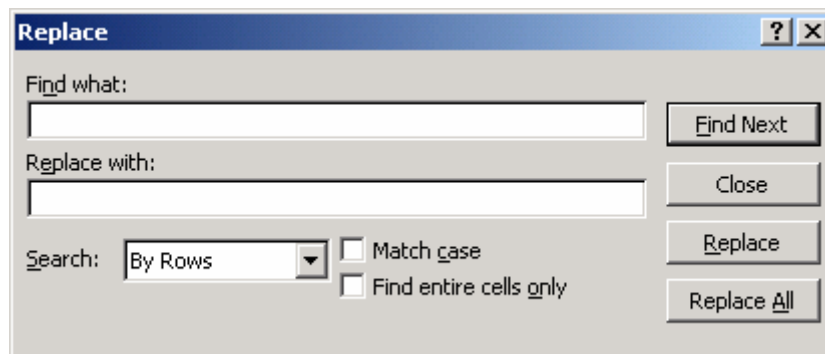 Replace
Find what:
Find Next
Replace with:
Close
Search:
By Rows
Match case
Replace
Find entire cells only
Replace All